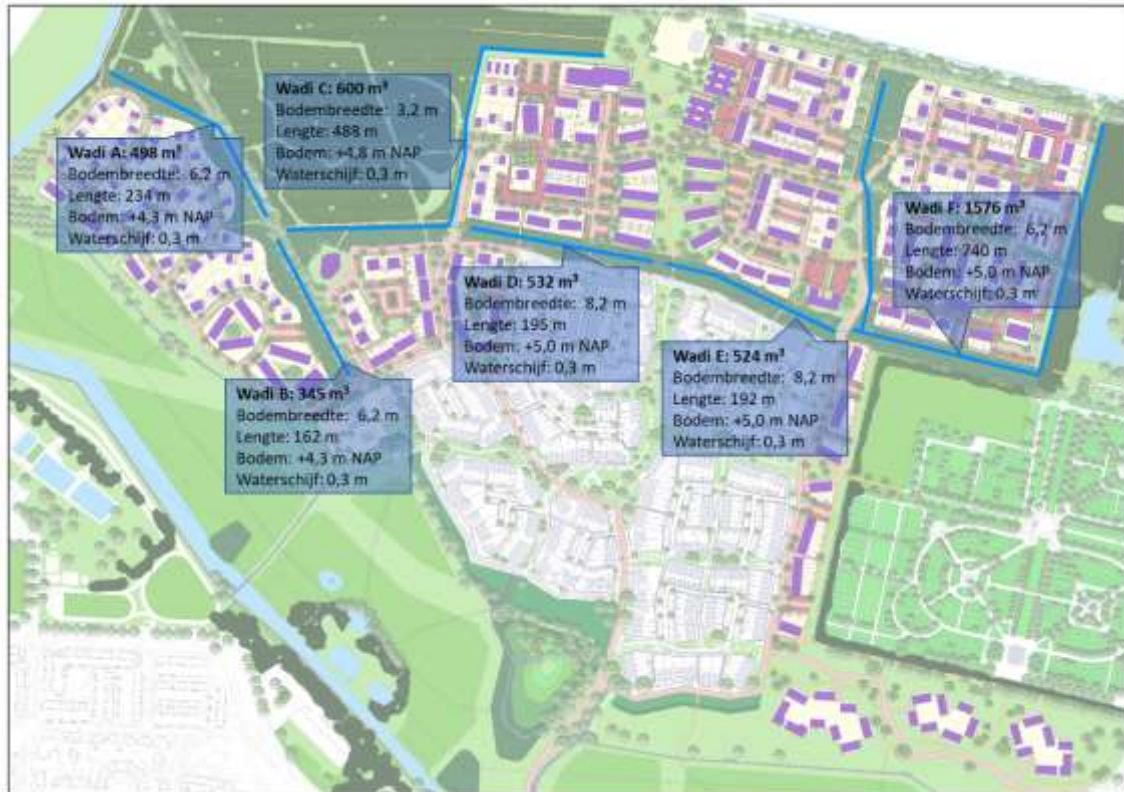 Wadi C: 600 m³
Bodembreedte: 3,2 m
Lengte: 488 m
Bodem: +4,8 m NAP
Waterschijf: 0,3 m
Wadi A: 498 m³
Bodembreedte: 6,2 m
Lengte: 234 m
Bodem: +4,3 m NAP
Waterschijf: 0,3 m
Wadi F: 1576 m³
Bodembreedte: 6,2 m
Lengte: 740 m
Bodem: +5,0 m NAP
Waterschijf: 0,3 m
Wadi D: 532 m³
Bodembreedte: 8,2 m
Lengte: 195 m
Bodem: +5,0 m NAP
Waterschijf: 0,3 m
Wadi E: 524 m³
Bodembreedte: 8,2 m
Lengte: 192 m
Bodem: +5,0 m NAP
Waterschijf: 0,3 m
Wadi B: 345 m³
Bodembreedte: 6,2 m
Lengte: 162 m
Bodem: +4,3 m NAP
Waterschijf: 0,3 m